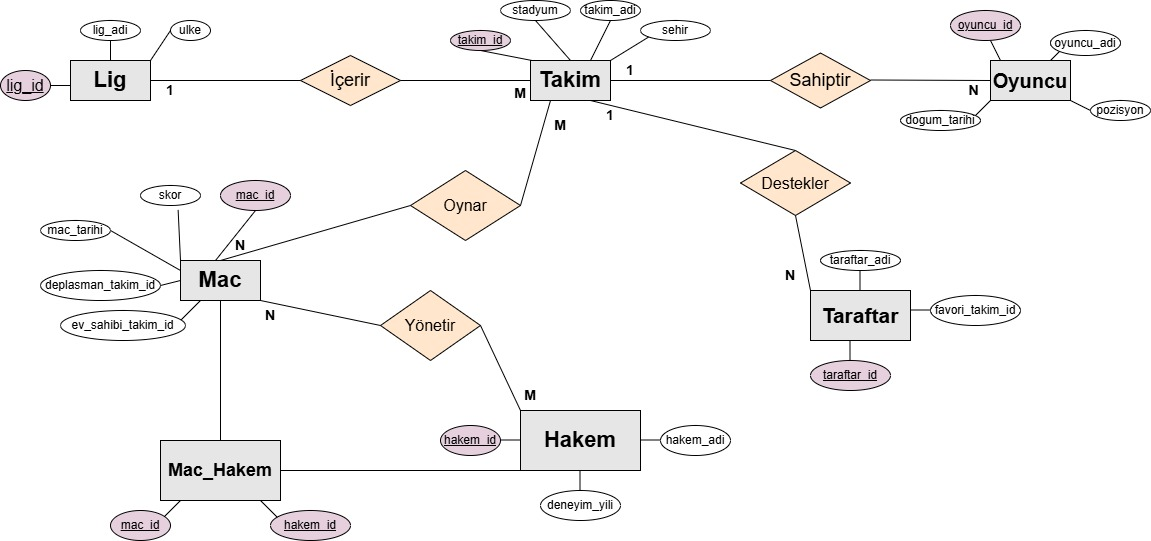 stadyum
takim_adi
lig_adi
ulke
takim_id
sehir
oyuncu_id
oyuncu_adi
lig_id
Lig
1
İçerir
M
Takim
1
Sahiptir
N
Oyuncu
dogum_tarihi
pozisyon
M
1
Destekler
skor
mac_id
Oynar
mac_tarihi
N
Mac
deplasman_takim_id
ev_sahibi_takim_id
N
Yönetir
N
taraftar_adi
Taraftar
favori_takim_id
taraftar_id
M
hakem_id
Hakem
hakem_adi
Mac_Hakem
deneyim_yili
mac_id
hakem_id